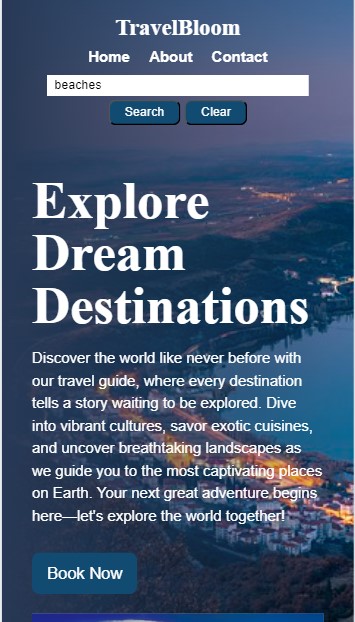 TravelBloom
Home About Contact
beaches
Search Clear
Explore
Dream
Destinations
Discover the world like never before with
our travel guide, where every destination
tells a story waiting to be explored. Dive
into vibrant cultures, savor exotic cuisines,
and uncover breathtaking landscapes as
we guide you to the most captivating places
on Earth. Your next great adventure begins
here—let's explore the world together!
Book Now